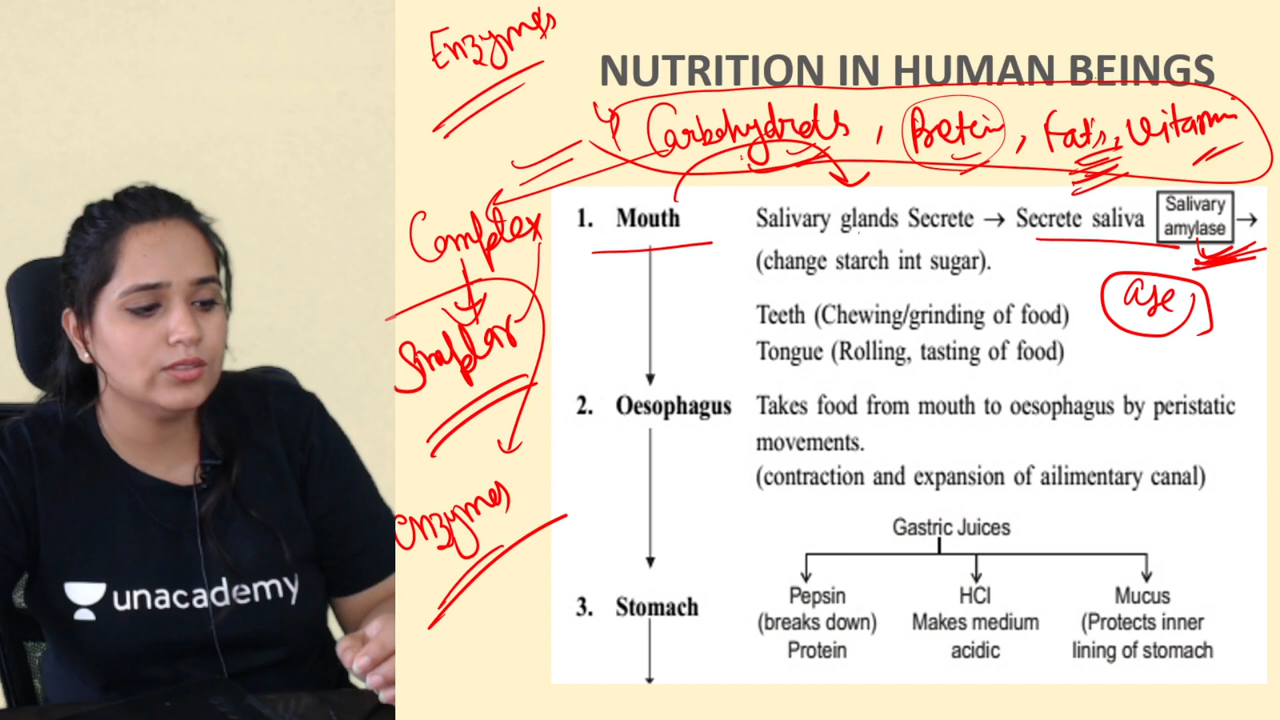 Enzymes
NUTRITION IN HUMAN BEINGS
Carbohydrats, Protein, Fats, Vitamin
Complex
Simpler
enzymes
1. Mouth Salivary glands Secrete → Secrete saliva Salivary amylase →
(change starch int sugar).
ase
Teeth (Chewing/grinding of food)
Tongue (Rolling, tasting of food)
2. Oesophagus Takes food from mouth to oesophagus by peristatic
movements.
(contraction and expansion of ailimentary canal)
Gastric Juices
3. Stomach
Pepsin HCl Mucus
(breaks down) Makes medium (Protects inner
Protein acidic lining of stomach
unacademy